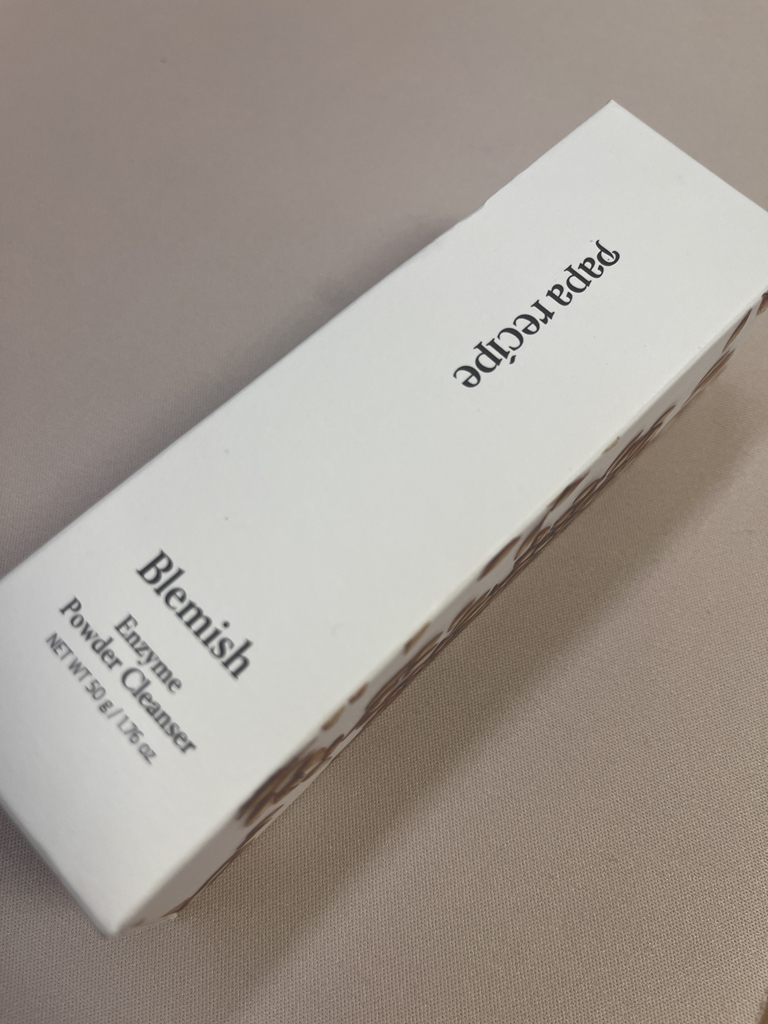 papa recipe
Blemish
Enzyme
Powder Cleanser
NET WT 50 g / 1.76 oz